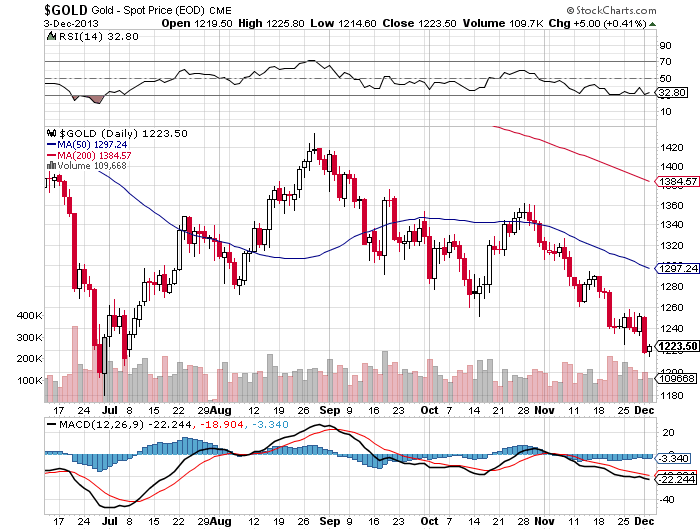 $GOLD Gold - Spot Price (EOD) CME
© StockCharts.com
3-Dec-2013
Open 1219.50 High 1225.80 Low 1214.60 Close 1223.50 Volume 109.7K Chg +5.00 (+0.41%)
RSI(14) 32.80
90
70
50
32.80
10
$GOLD (Daily) 1223.50
MA(50) 1297.24
MA(200) 1384.57
Volume 109,668
1420
1400
1384.57
1360
1340
1320
1297.24
1280
1260
1240
1223.50
1200
109668
1180
400K
300K
200K
100K
17 24 Jul 8 15 22 29 Aug 12 19 26 Sep 9 16 23 Oct 7 14 21 28 Nov 11 18 25 Dec
MACD(12,26,9) -22.244, -18.904, -3.340
20
-3.340
-22.244
-40
17 24 Jul 8 15 22 29 Aug 12 19 26 Sep 9 16 23 Oct 7 14 21 28 Nov 11 18 25 Dec